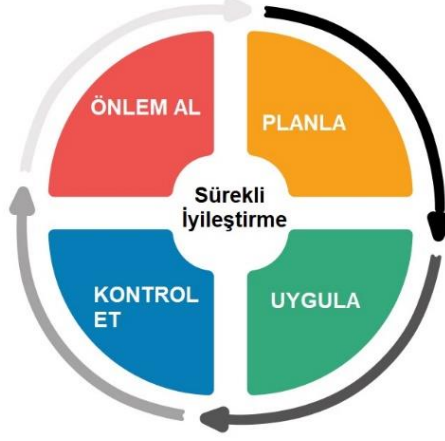 ÖNLEM AL
PLANLA
Sürekli
İyileştirme
KONTROL
ET
UYGULA